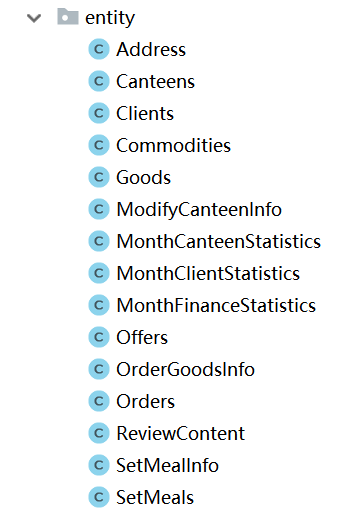 entity
C Address
C Canteens
C Clients
C Commodities
C Goods
C ModifyCanteenInfo
C MonthCanteenStatistics
C MonthClientStatistics
C MonthFinanceStatistics
C Offers
C OrderGoodsInfo
C Orders
C ReviewContent
C SetMealInfo
C SetMeals